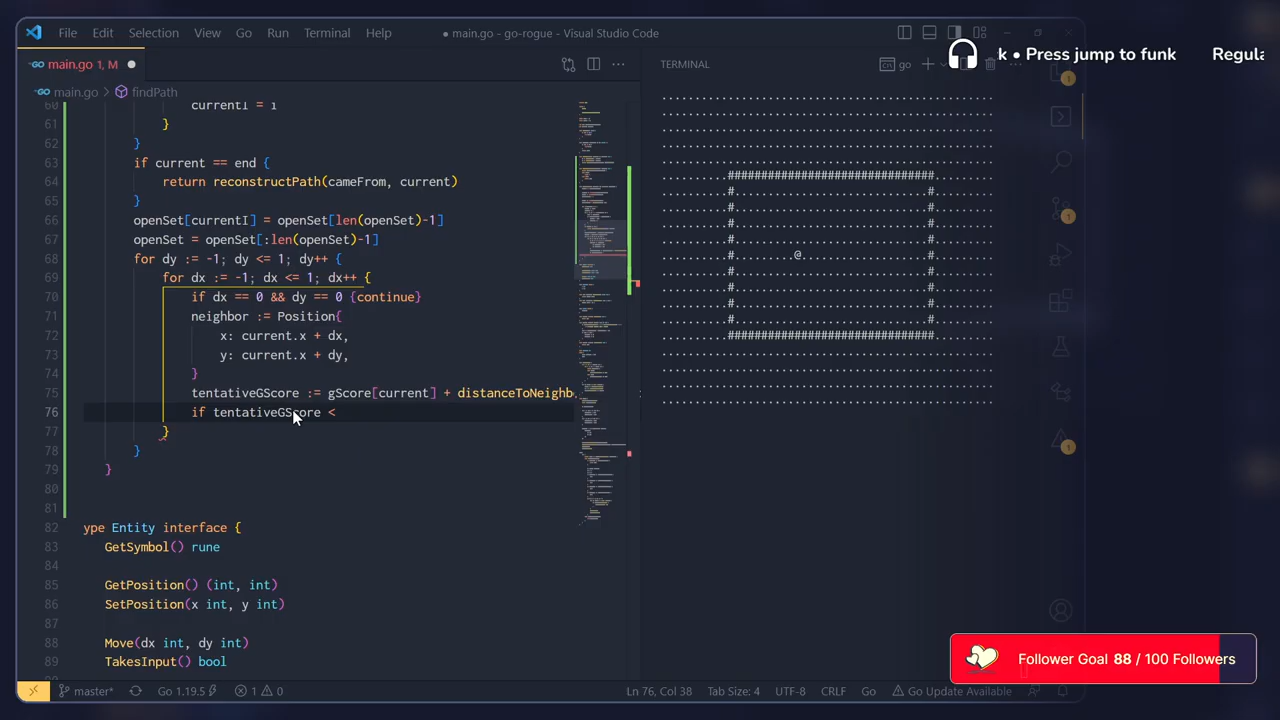 File Edit Selection View Go Run Terminal Help
● main.go - go-rogue - Visual Studio Code
k • Press jump to funk Regula
main.go 1, M ●
main.go > findPath
60 currentI = i
61 }
62 }
63 if current == end {
64 return reconstructPath(cameFrom, current)
65 }
66 openSet[currentI] = openSet[len(openSet)-1]
67 openSet = openSet[:len(openSet)-1]
68 for dy := -1; dy <= 1; dy++ {
69 for dx := -1; dx <= 1; dx++ {
70 if dx == 0 && dy == 0 {continue}
71 neighbor := Position{
72 x: current.x + dx,
73 y: current.x + dy,
74 }
75 tentativeGScore := gScore[current] + distanceToNeighb
76 if tentativeGScore <
77 }
78 }
79 }
80
81
82 ype Entity interface {
83 GetSymbol() rune
84
85 GetPosition() (int, int)
86 SetPosition(x int, y int)
87
88 Move(dx int, dy int)
89 TakesInput() bool
TERMINAL
go
@
Follower Goal 88 / 100 Followers
master* 1 0 Go 1.19.5 Ln 76, Col 38 Tab Size: 4 UTF-8 CRLF Go Go Update Available